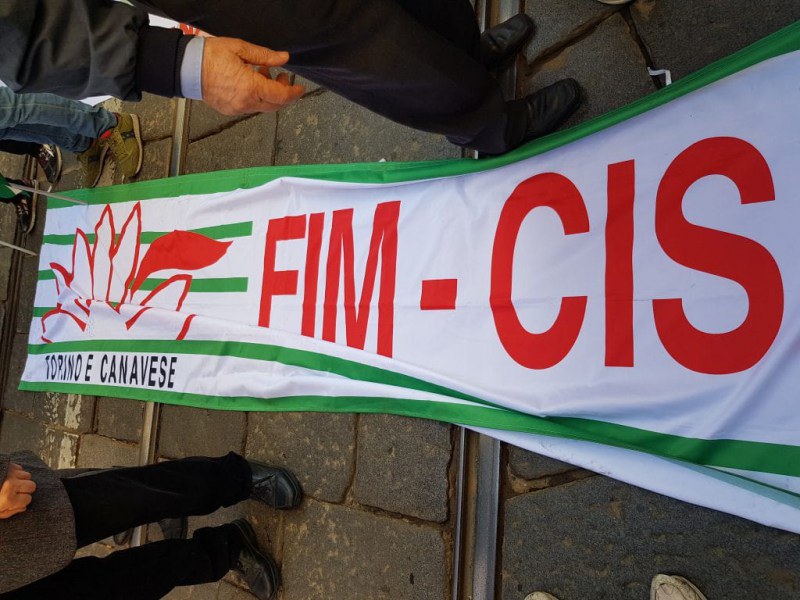 FIM - CIS
TORINO E CANAVESE